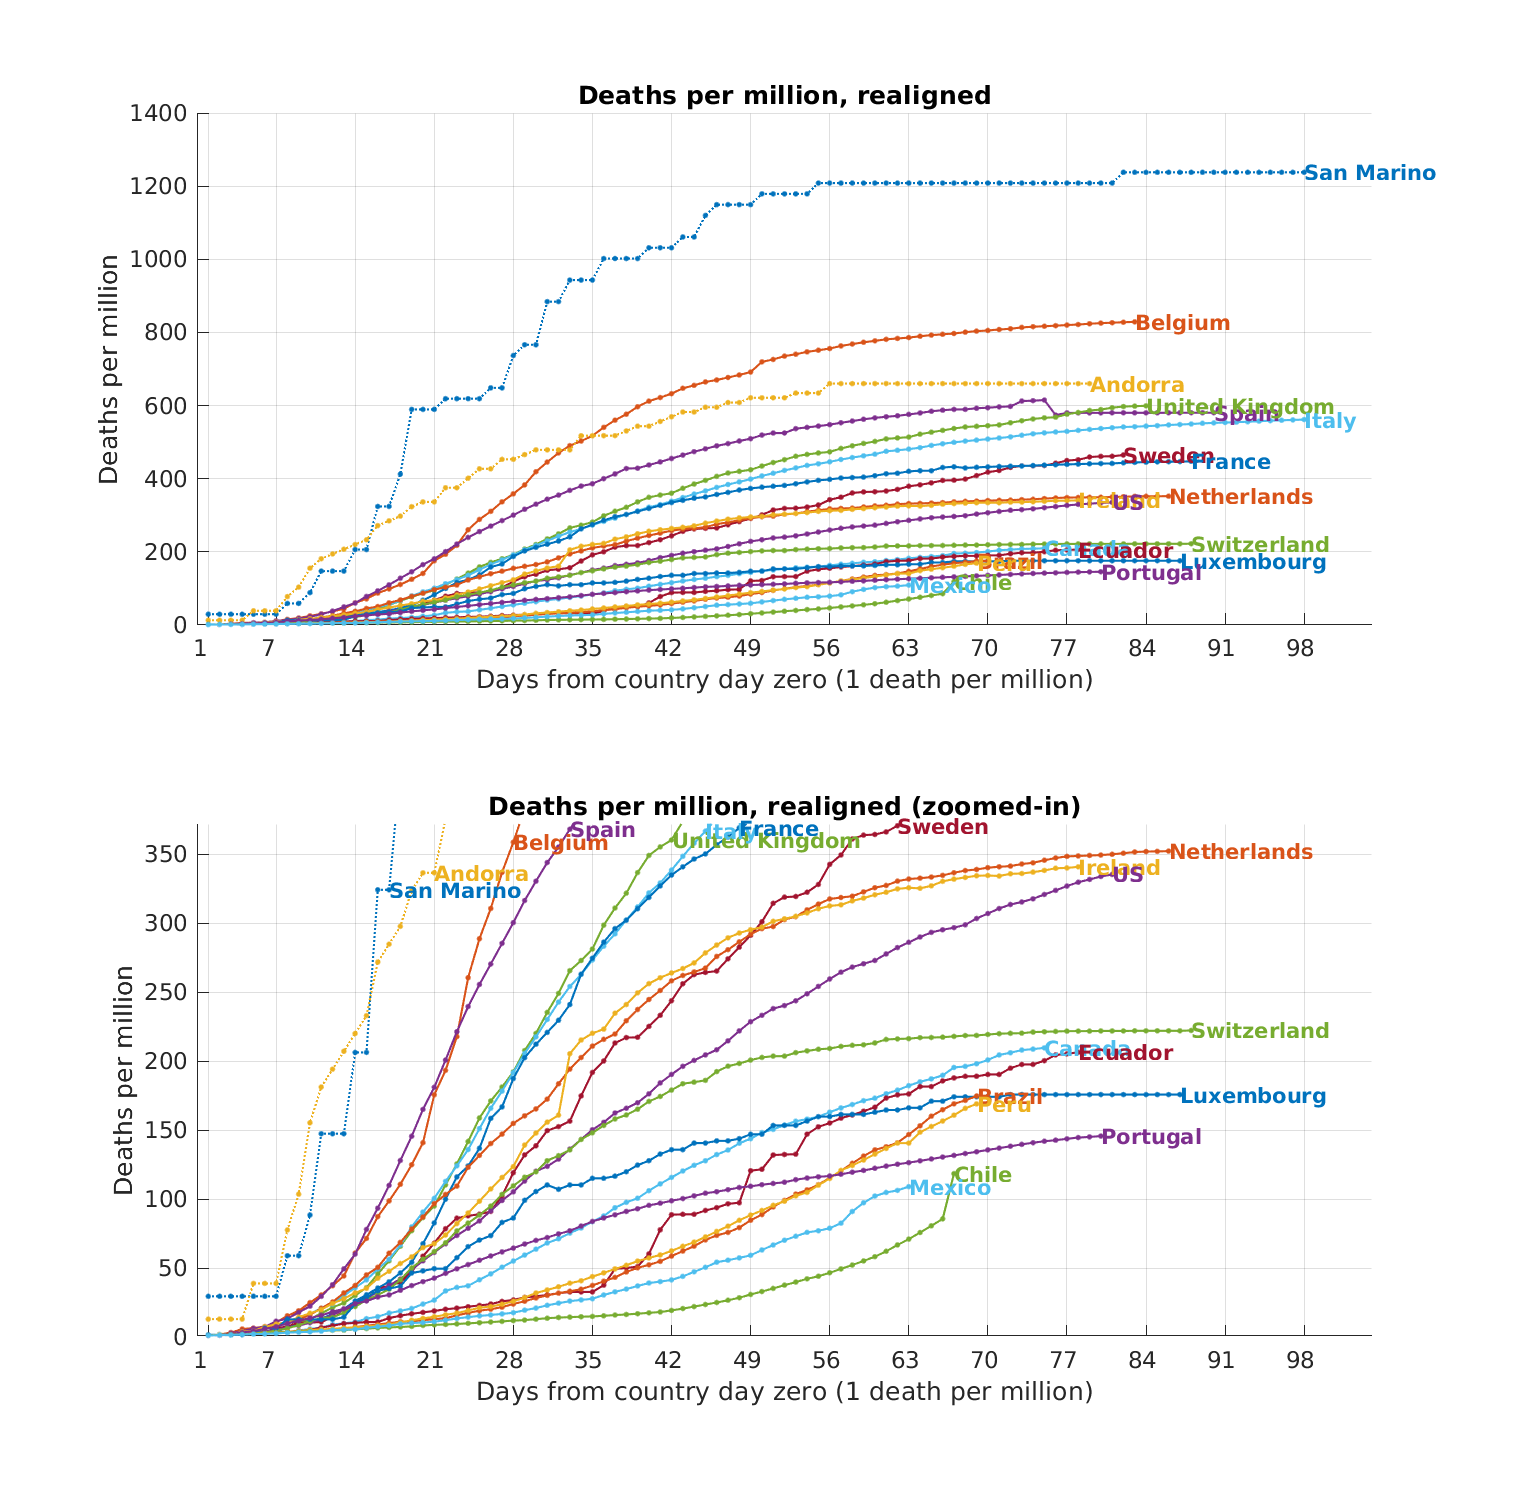 Deaths per million, realigned
1400
1200
1000
800
600
400
200
0
Deaths per million
San Marino
Belgium
Andorra
United Kingdom
Spain
Italy
Sweden
France
Netherlands
Ireland
US
Switzerland
Canada
Ecuador
Luxembourg
Brazil
Peru
Portugal
Chile
Mexico
1 7 14 21 28 35 42 49 56 63 70 77 84 91 98
Days from country day zero (1 death per million)
Deaths per million, realigned (zoomed-in)
350
300
250
200
150
100
50
0
Deaths per million
Sweden
Spain
Italy
France
United Kingdom
Belgium
Netherlands
Ireland
Andorra
US
San Marino
Switzerland
Canada
Ecuador
Luxembourg
Brazil
Peru
Portugal
Chile
Mexico
1 7 14 21 28 35 42 49 56 63 70 77 84 91 98
Days from country day zero (1 death per million)